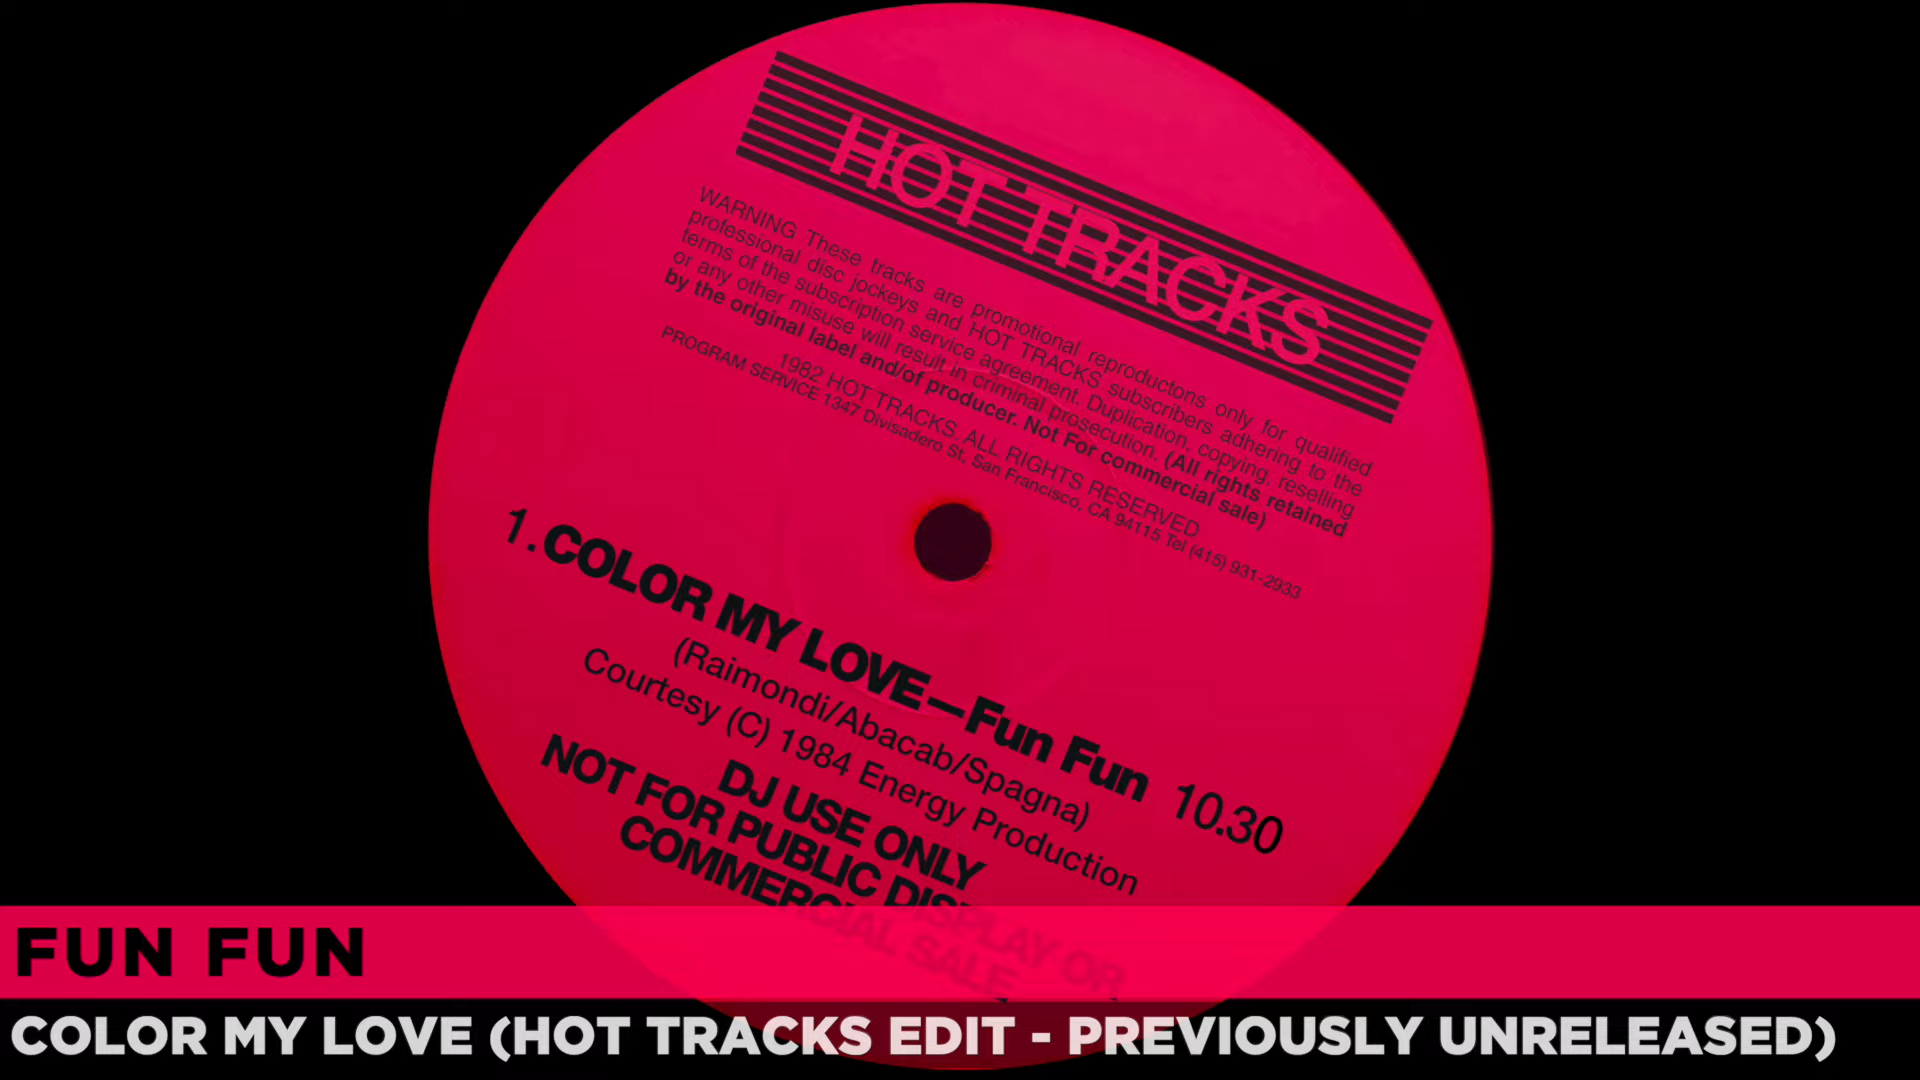 HOT TRACKS
WARNING These tracks are promotional reproductons only for qualified
professional disc jockeys and HOT TRACKS subscribers adhering to the
terms of the subscription service agreement. Duplication, copying, reselling
or any other misuse will result in criminal prosecution. (All rights retained
by the original label and/of producer. Not For commercial sale)
1982 HOT TRACKS. ALL RIGHTS RESERVED
PROGRAM SERVICE 1347 Divisadero St, San Francisco, CA 94115 Tel (415) 931-2933
1. COLOR MY LOVE—Fun Fun 10.30
(Raimondi/Abacab/Spagna)
Courtesy (C) 1984 Energy Production
DJ USE ONLY
NOT FOR PUBLIC DISPLAY OR
COMMERCIAL SALE
FUN FUN
COLOR MY LOVE (HOT TRACKS EDIT - PREVIOUSLY UNRELEASED)